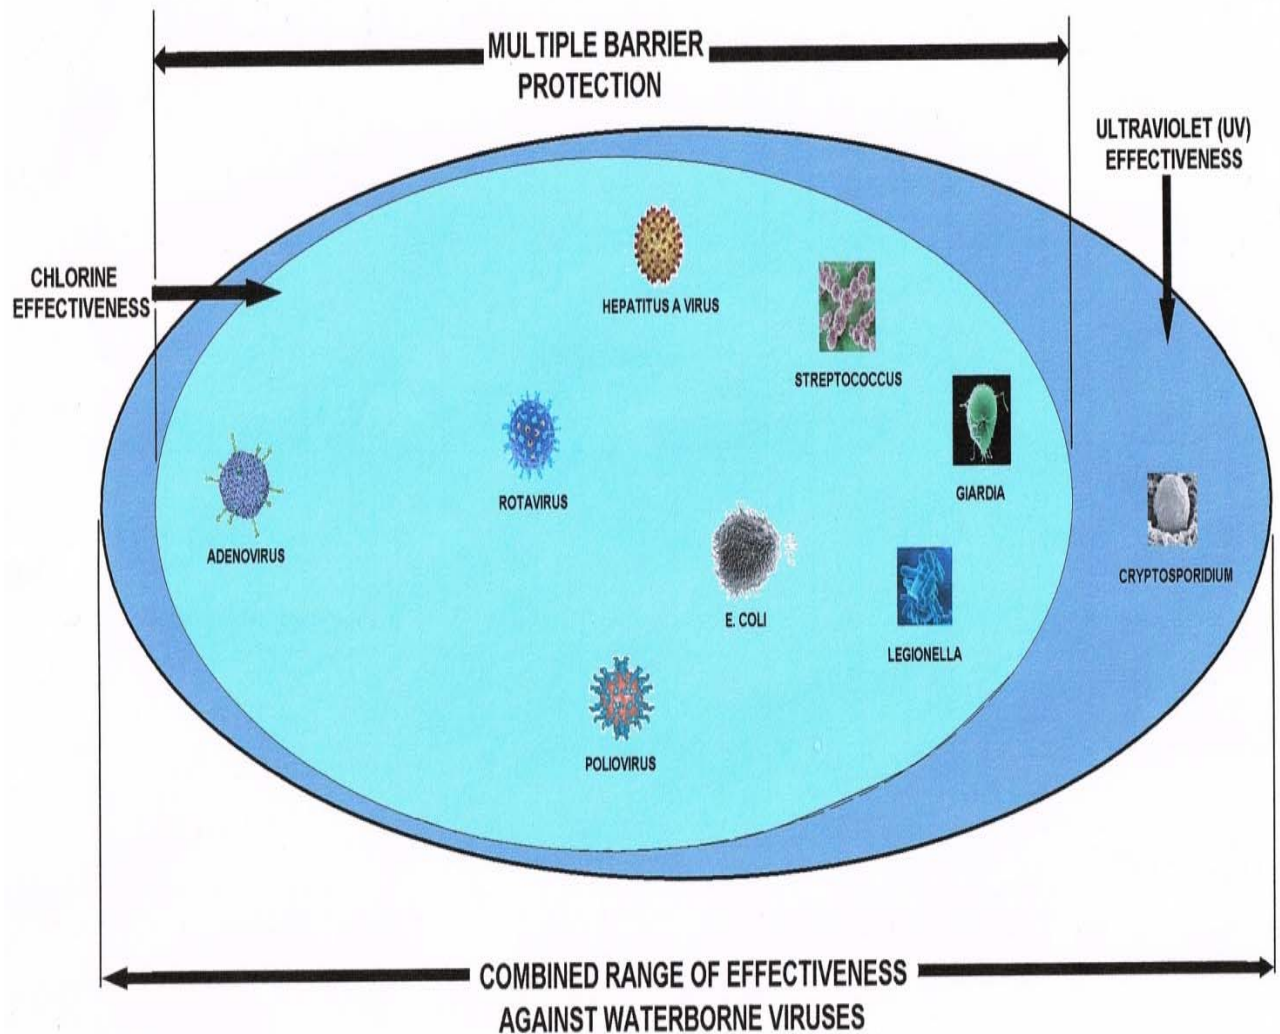 MULTIPLE BARRIER
PROTECTION
ULTRAVIOLET (UV)
EFFECTIVENESS
CHLORINE
EFFECTIVENESS
HEPATITUS A VIRUS
STREPTOCOCCUS
GIARDIA
ROTAVIRUS
ADENOVIRUS
CRYPTOSPORIDIUM
E. COLI
LEGIONELLA
POLIOVIRUS
COMBINED RANGE OF EFFECTIVENESS
AGAINST WATERBORNE VIRUSES